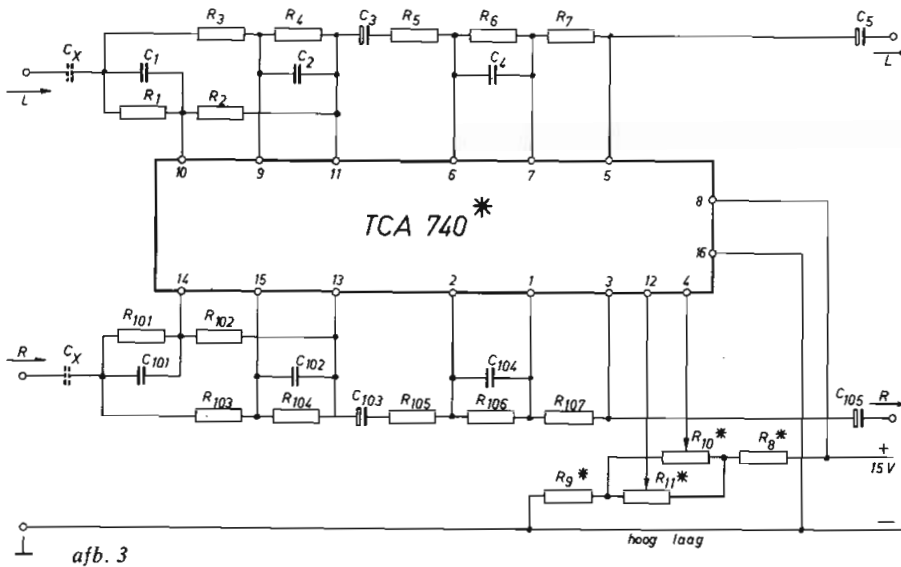 R3 R4 C3 R5 R6 R7 C5
CX C1 C2 C4 L
L R1 R2
10 9 11 6 7 5
TCA 740* 8
16
14 15 13 2 1 3 12 4
R101 R102
R CX C101 C102 C104 C105 R
C103
R103 R104 R105 R106 R107
R10* R8* +
15V
R9* R11*
⊥ hoog laag —
afb. 3